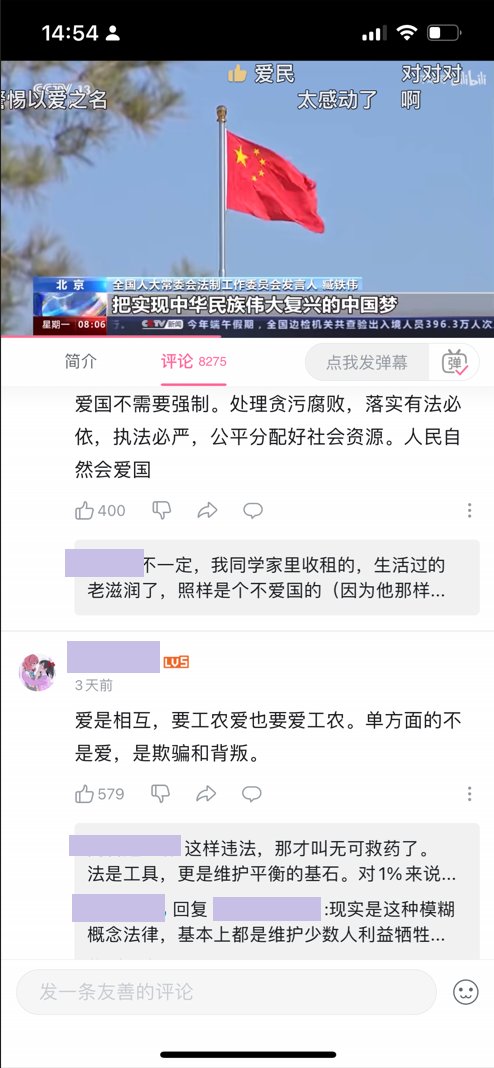 14:54
爱民
对对对
bilibili
警惕以爱之名
太感动了
啊
北京
全国人大常委会法制工作委员会发言人 臧铁伟
把实现中华民族伟大复兴的中国梦
星期一 08:06
CCTV 新闻 今年端午假期，全国边检机关共查验出入境人员396.3万人次
简介
评论 8275
点我发弹幕
弹
爱国不需要强制。处理贪污腐败，落实有法必
依，执法必严，公平分配好社会资源。人民自
然会爱国
400
不一定，我同学家里收租的，生活过的
老滋润了，照样是个不爱国的（因为他那样...
LV5
3天前
爱是相互，要工农爱也要爱工农。单方面的不
是爱，是欺骗和背叛。
579
这样违法，那才叫无可救药了。
法是工具，更是维护平衡的基石。对1%来说...
回复
:现实是这种模糊
概念法律，基本上都是维护少数人利益牺牲...
发一条友善的评论